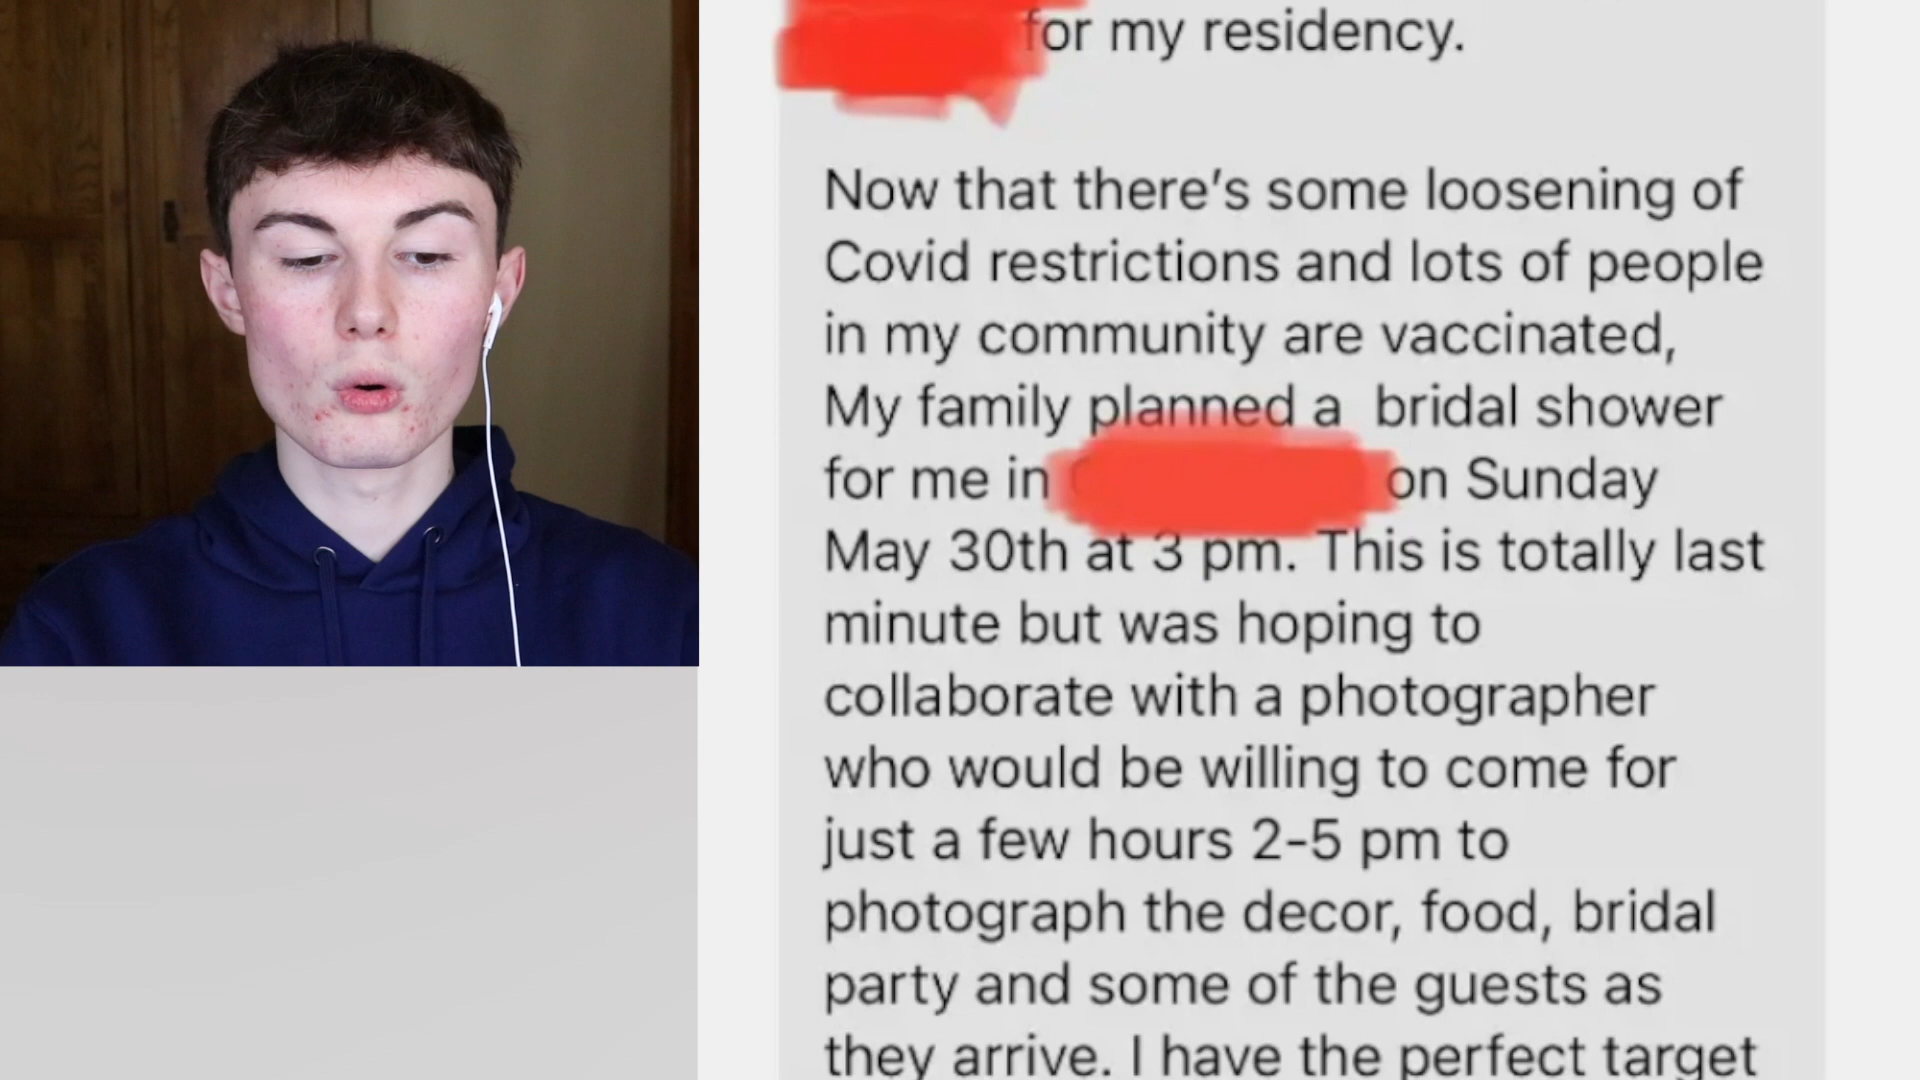 for my residency.
Now that there's some loosening of
Covid restrictions and lots of people
in my community are vaccinated,
My family planned a bridal shower
for me in on Sunday
May 30th at 3 pm. This is totally last
minute but was hoping to
collaborate with a photographer
who would be willing to come for
just a few hours 2-5 pm to
photograph the decor, food, bridal
party and some of the guests as
they arrive. I have the perfect target